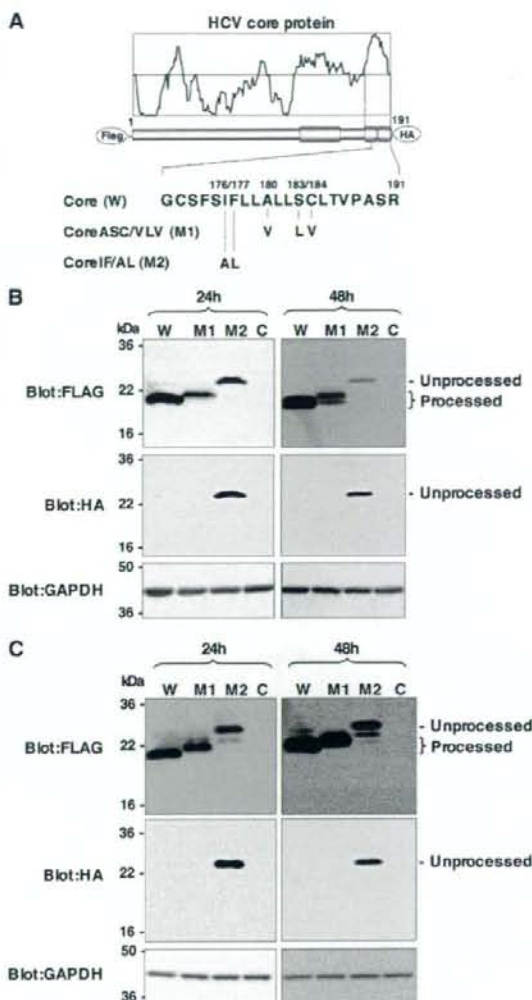 A
HCV core protein
1 191
Flag HA
176/177 180 183/184 191
Core (W) GCSFSIFLLALLSCLTVPASR
CoreASC/VLV (M1) V L V
CoreIF/AL (M2) AL
B
24h 48h
kDa W M1 M2 C W M1 M2 C
36
Blot:FLAG 22 - Unprocessed
} Processed
16
36
Blot:HA 22 - Unprocessed
16
50
Blot:GAPDH
36
C
24h 48h
kDa W M1 M2 C W M1 M2 C
36
- Unprocessed
Blot:FLAG 22 } Processed
16
36
Blot:HA 22 - Unprocessed
16
50
Blot:GAPDH
36